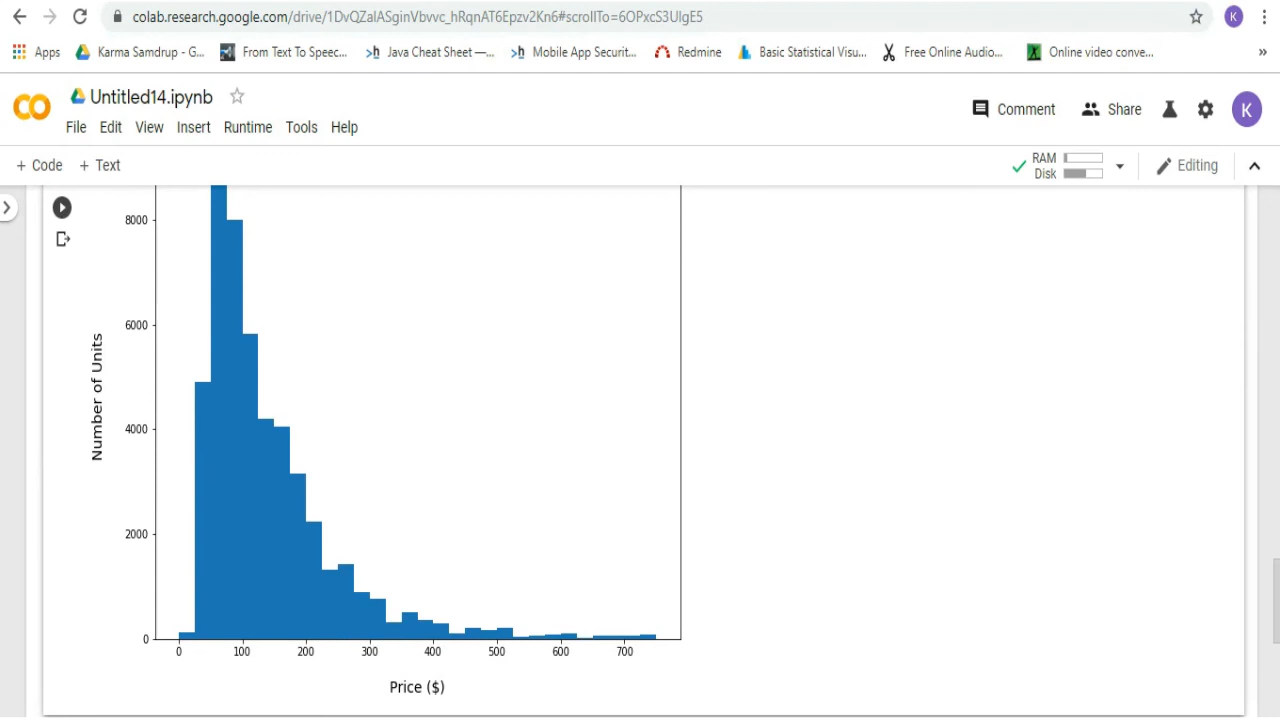 colab.research.google.com/drive/1DvQZalASginVbvvc_hRqnAT6Epzv2Kn6#scrollTo=6OPxcS3UlgE5
K
Apps Karma Samdrup - G... From Text To Speec... Java Cheat Sheet —... Mobile App Securit... Redmine Basic Statistical Visu... Free Online Audio... Online video conve... »
CO Untitled14.ipynb
Comment Share K
File Edit View Insert Runtime Tools Help
+ Code + Text
RAM
Disk
Editing
8000
6000
4000
2000
0
Number of Units
0 100 200 300 400 500 600 700
Price ($)